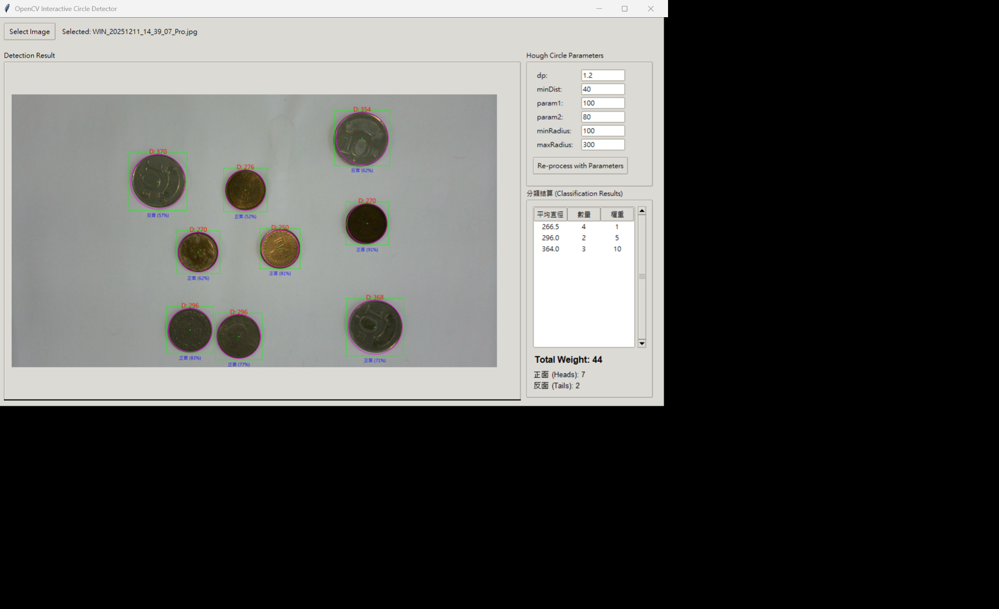 OpenCV Interactive Circle Detector
Select Image
Selected: WIN_20251211_14_39_07_Pro.jpg
Detection Result
D: 354
反面 (62%)
D: 370
反面 (57%)
D: 276
正面 (52%)
D: 270
正面 (91%)
D: 270
正面 (62%)
D: 250
正面 (81%)
D: 296
正面 (83%)
D: 296
正面 (77%)
D: 368
正面 (71%)
Hough Circle Parameters
dp: 1.2
minDist: 40
param1: 100
param2: 80
minRadius: 100
maxRadius: 300
Re-process with Parameters
分類結算 (Classification Results)
平均直徑 數量 權重
266.5 4 1
296.0 2 5
364.0 3 10
Total Weight: 44
正面 (Heads): 7
反面 (Tails): 2